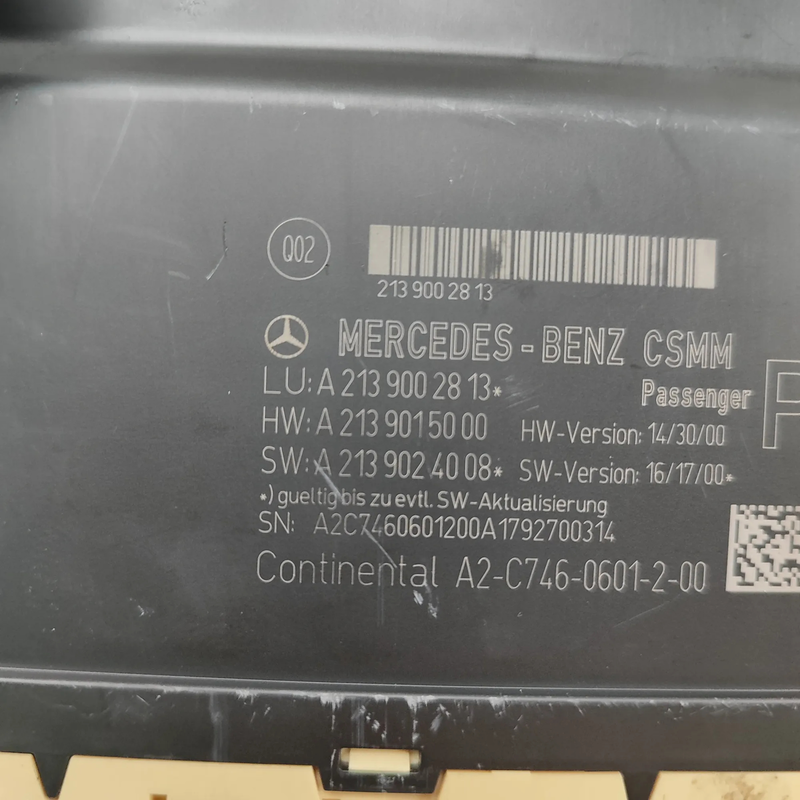 Q02
213 900 28 13
MERCEDES-BENZ CSMM
LU: A 213 900 28 13*
Passenger
HW: A 213 901 50 00 HW-Version: 14/30/00
SW: A 213 902 40 08* SW-Version: 16/17/00*
*) gueltig bis zu evtl. SW-Aktualisierung
SN: A2C7460601200A1792700314
Continental A2-C746-0601-2-00